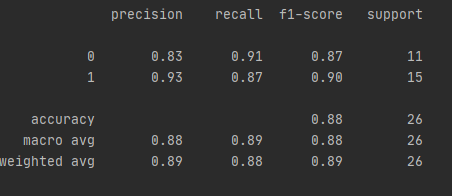 precision recall f1-score support
0 0.83 0.91 0.87 11
1 0.93 0.87 0.90 15
accuracy 0.88 26
macro avg 0.88 0.89 0.88 26
weighted avg 0.89 0.88 0.89 26